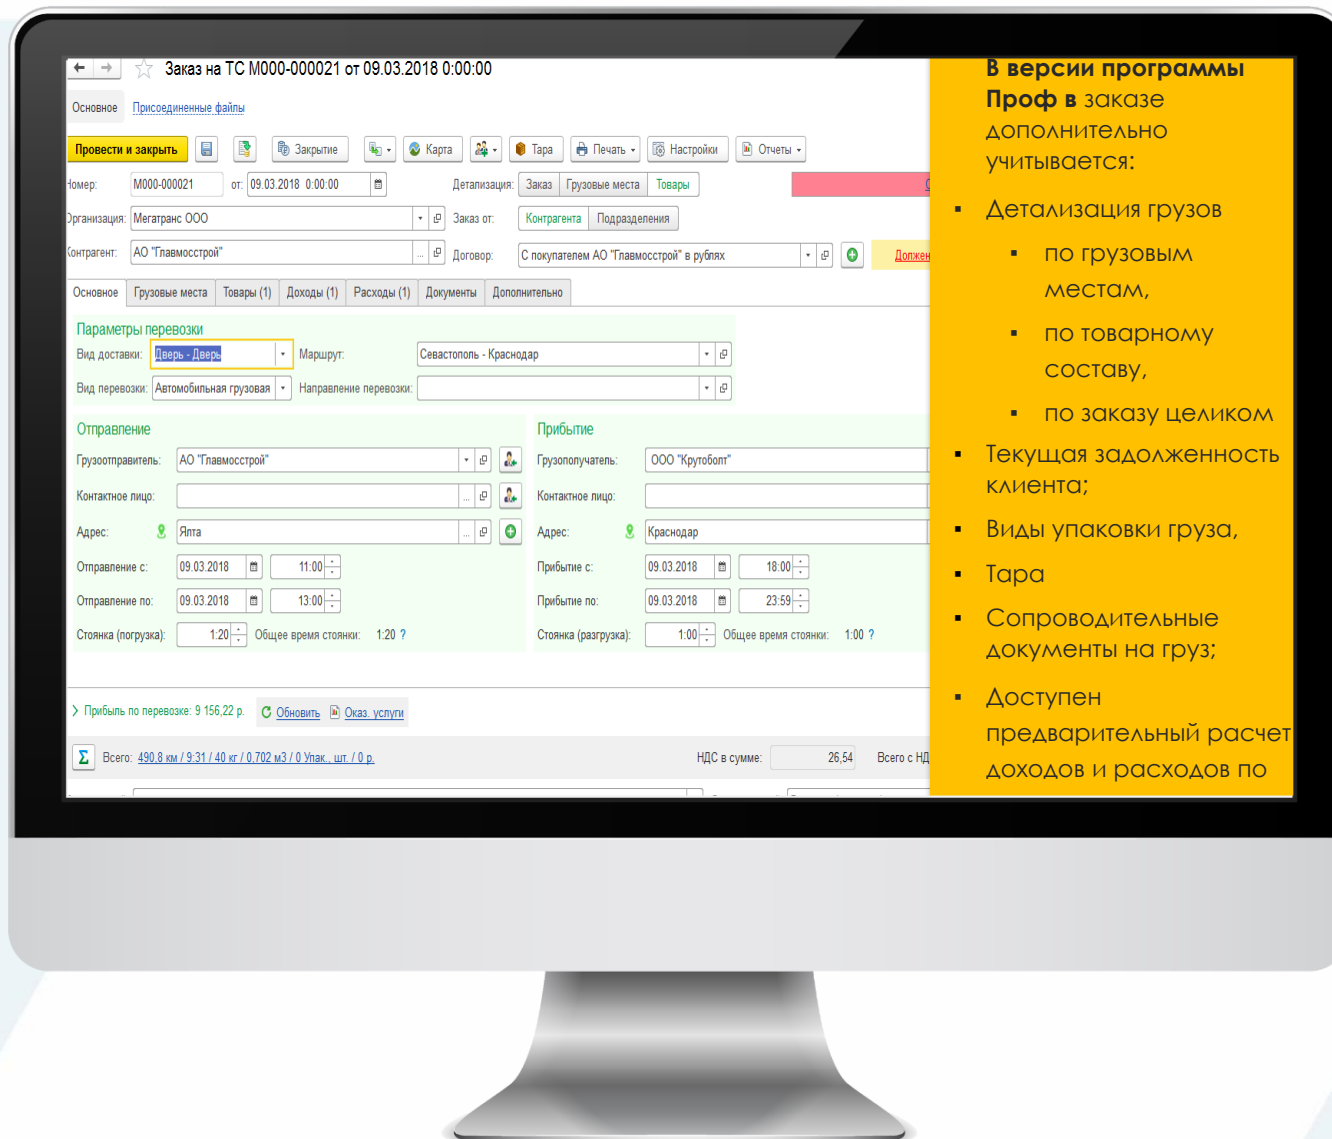 Заказ на ТС М000-000021 от 09.03.2018 0:00:00
Основное Присоединенные файлы
Провести и закрыть Закрытие Карта Тара Печать Настройки Отчеты
Номер: М000-000021 от: 09.03.2018 0:00:00 Детализация: Заказ Грузовые места Товары
Организация: Мегатранс ООО Заказ от: Контрагента Подразделения
Контрагент: АО "Главмосстрой" Договор: С покупателем АО "Главмосстрой" в рублях Должен
Основное Грузовые места Товары (1) Доходы (1) Расходы (1) Документы Дополнительно
Параметры перевозки
Вид доставки: Дверь - Дверь Маршрут: Севастополь - Краснодар
Вид перевозки: Автомобильная грузовая Направление перевозки:
Отправление Прибытие
Грузоотправитель: АО "Главмосстрой" Грузополучатель: ООО "Крутоболт"
Контактное лицо: Контактное лицо:
Адрес: Ялта Адрес: Краснодар
Отправление с: 09.03.2018 11:00 Прибытие с: 09.03.2018 18:00
Отправление по: 09.03.2018 13:00 Прибытие по: 09.03.2018 23:59
Стоянка (погрузка): 1:20 Общее время стоянки: 1:20 ? Стоянка (разгрузка): 1:00 Общее время стоянки: 1:00 ?
Прибыль по перевозке: 9 156,22 р. Обновить Оказ. услуги
Σ Всего: 490,8 км / 9:31 / 40 кг / 0,702 м3 / 0 Упак., шт. / 0 р. НДС в сумме: 26,54 Всего с НД
В версии программы
Проф в заказе
дополнительно
учитывается:
▪ Детализация грузов
▪ по грузовым
местам,
▪ по товарному
составу,
▪ по заказу целиком
▪ Текущая задолженность
клиента;
▪ Виды упаковки груза,
▪ Тара
▪ Сопроводительные
документы на груз;
▪ Доступен
предварительный расчет
доходов и расходов по